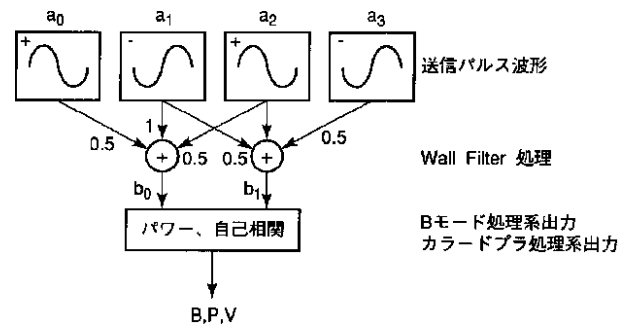 a0 a1 a2 a3
+ - + -
送信パルス波形
0.5 1 0.5 0.5 0.5
+ +
Wall Filter 処理
b0 b1
パワー、自己相関
Bモード処理系出力
カラードプラ処理系出力
B,P,V